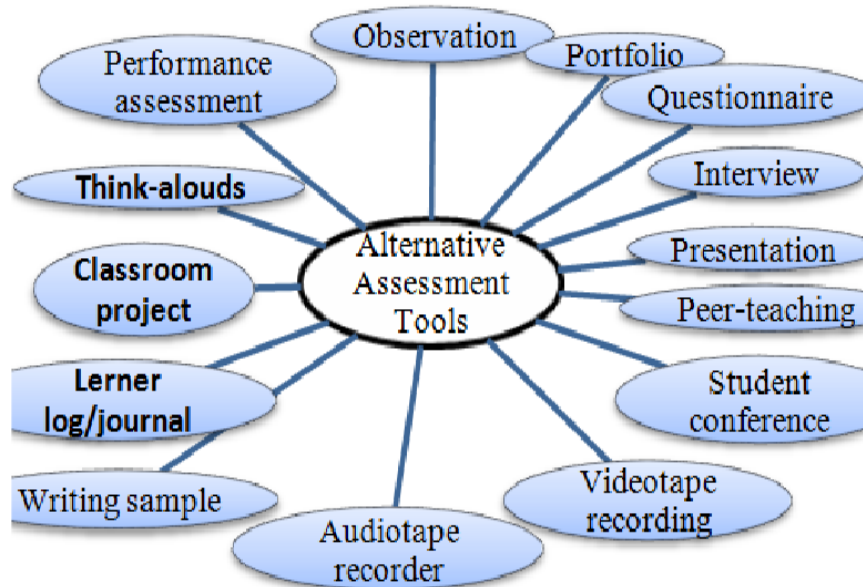 Observation
Portfolio
Performance
assessment
Questionnaire
Think-alouds
Interview
Alternative
Assessment
Tools
Presentation
Classroom
project
Peer-teaching
Lerner
log/journal
Student
conference
Writing sample
Videotape
recording
Audiotape
recorder